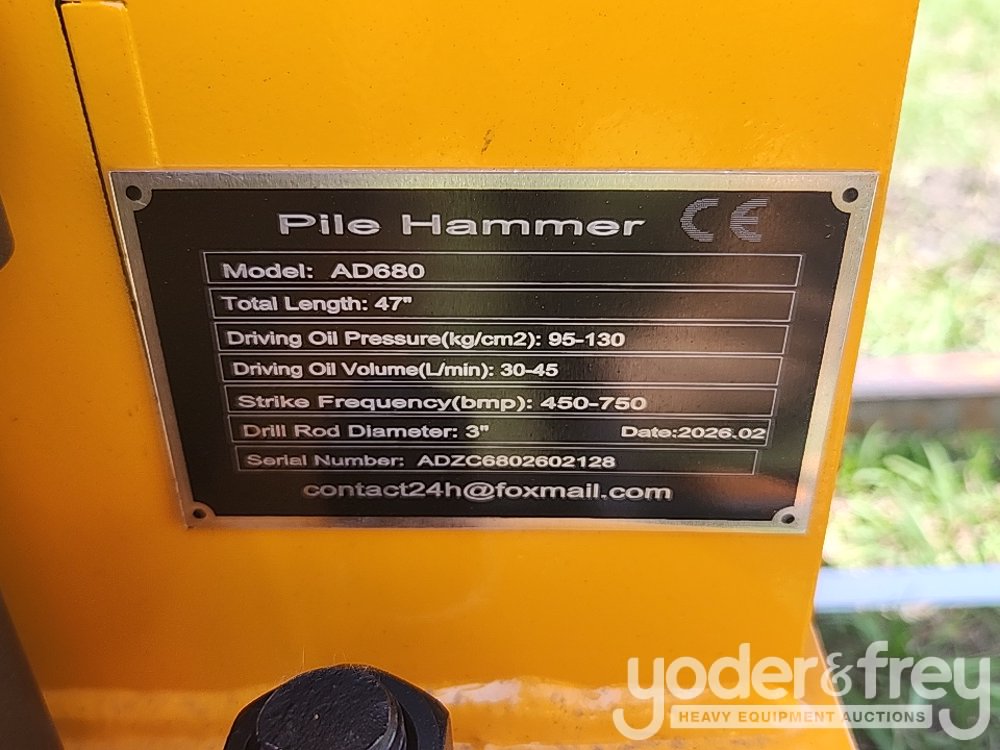 Pile Hammer CE
Model: AD680
Total Length: 47"
Driving Oil Pressure(kg/cm2): 95-130
Driving Oil Volume(L/min): 30-45
Strike Frequency(bmp): 450-750
Drill Rod Diameter: 3" Date:2026.02
Serial Number: ADZC6802602128
contact24h@foxmail.com
yoder&frey
HEAVY EQUIPMENT AUCTIONS